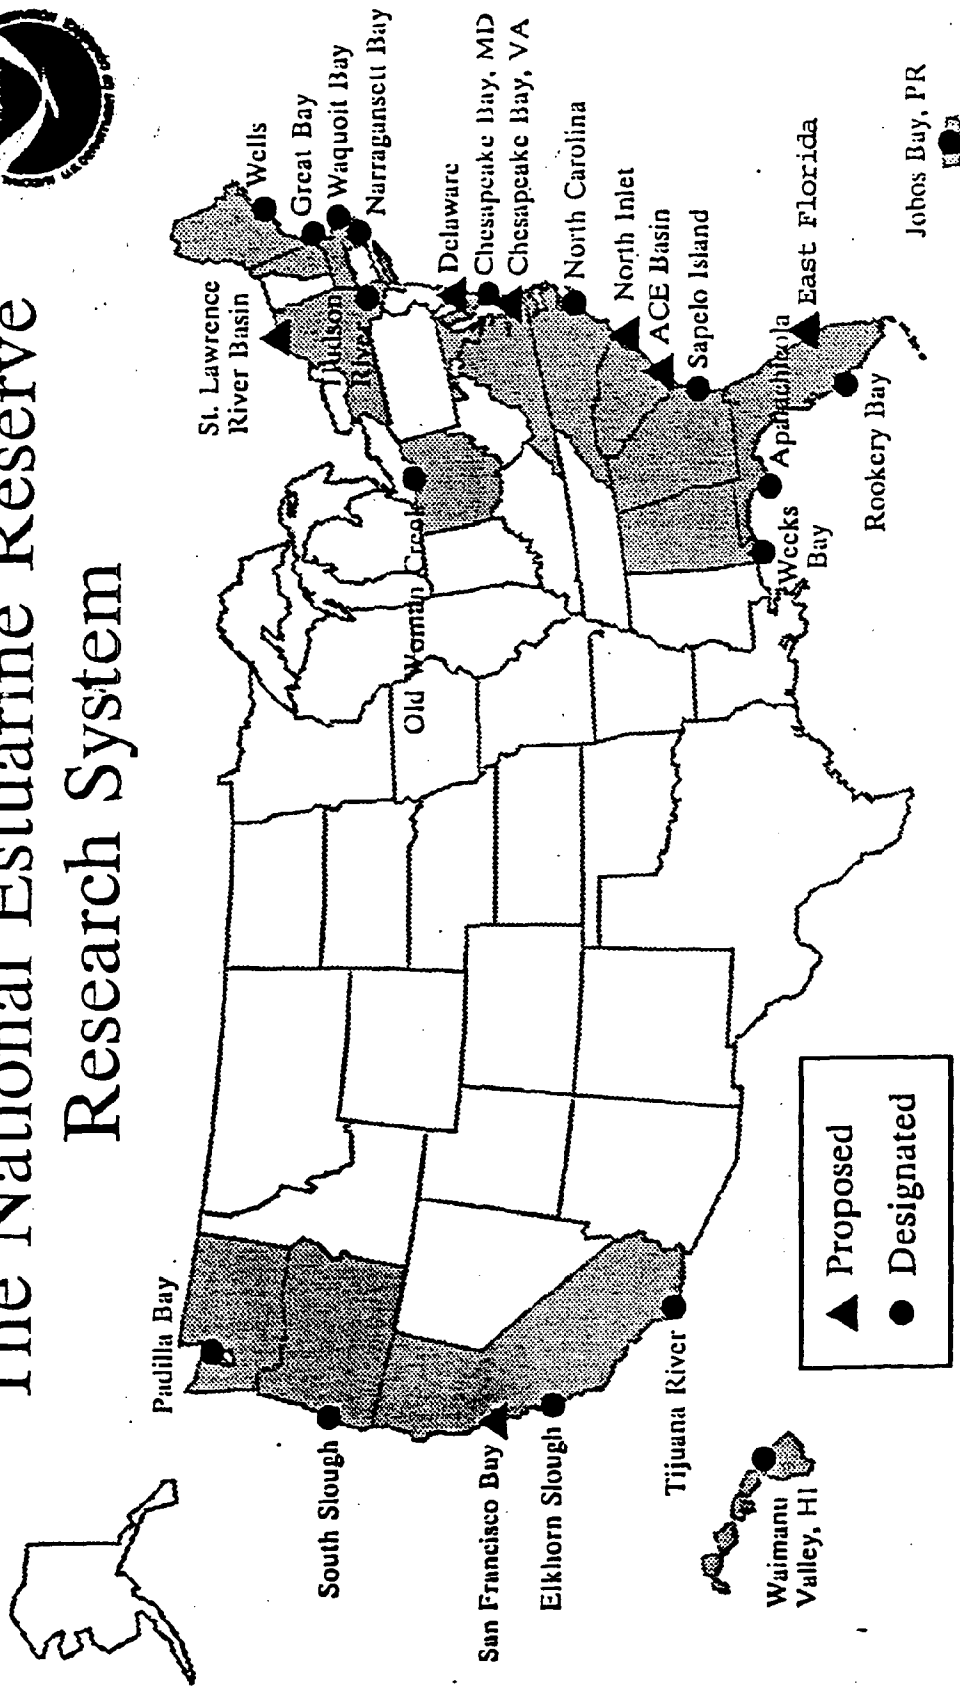 The National Estuarine Reserve
Research System
Padilla Bay
South Slough
San Francisco Bay
Elkhorn Slough
Tijuana River
Waimanu
Valley, HI
▲ Proposed
● Designated
St. Lawrence
River Basin
Hudson
River
Old Woman Creek
Wells
Great Bay
Waquoit Bay
Narragansett Bay
Delaware
Chesapeake Bay, MD
Chesapeake Bay, VA
North Carolina
North Inlet
ACE Basin
Sapelo Island
East Florida
Apalachicola
Rookery Bay
Weeks
Bay
Jobos Bay, PR